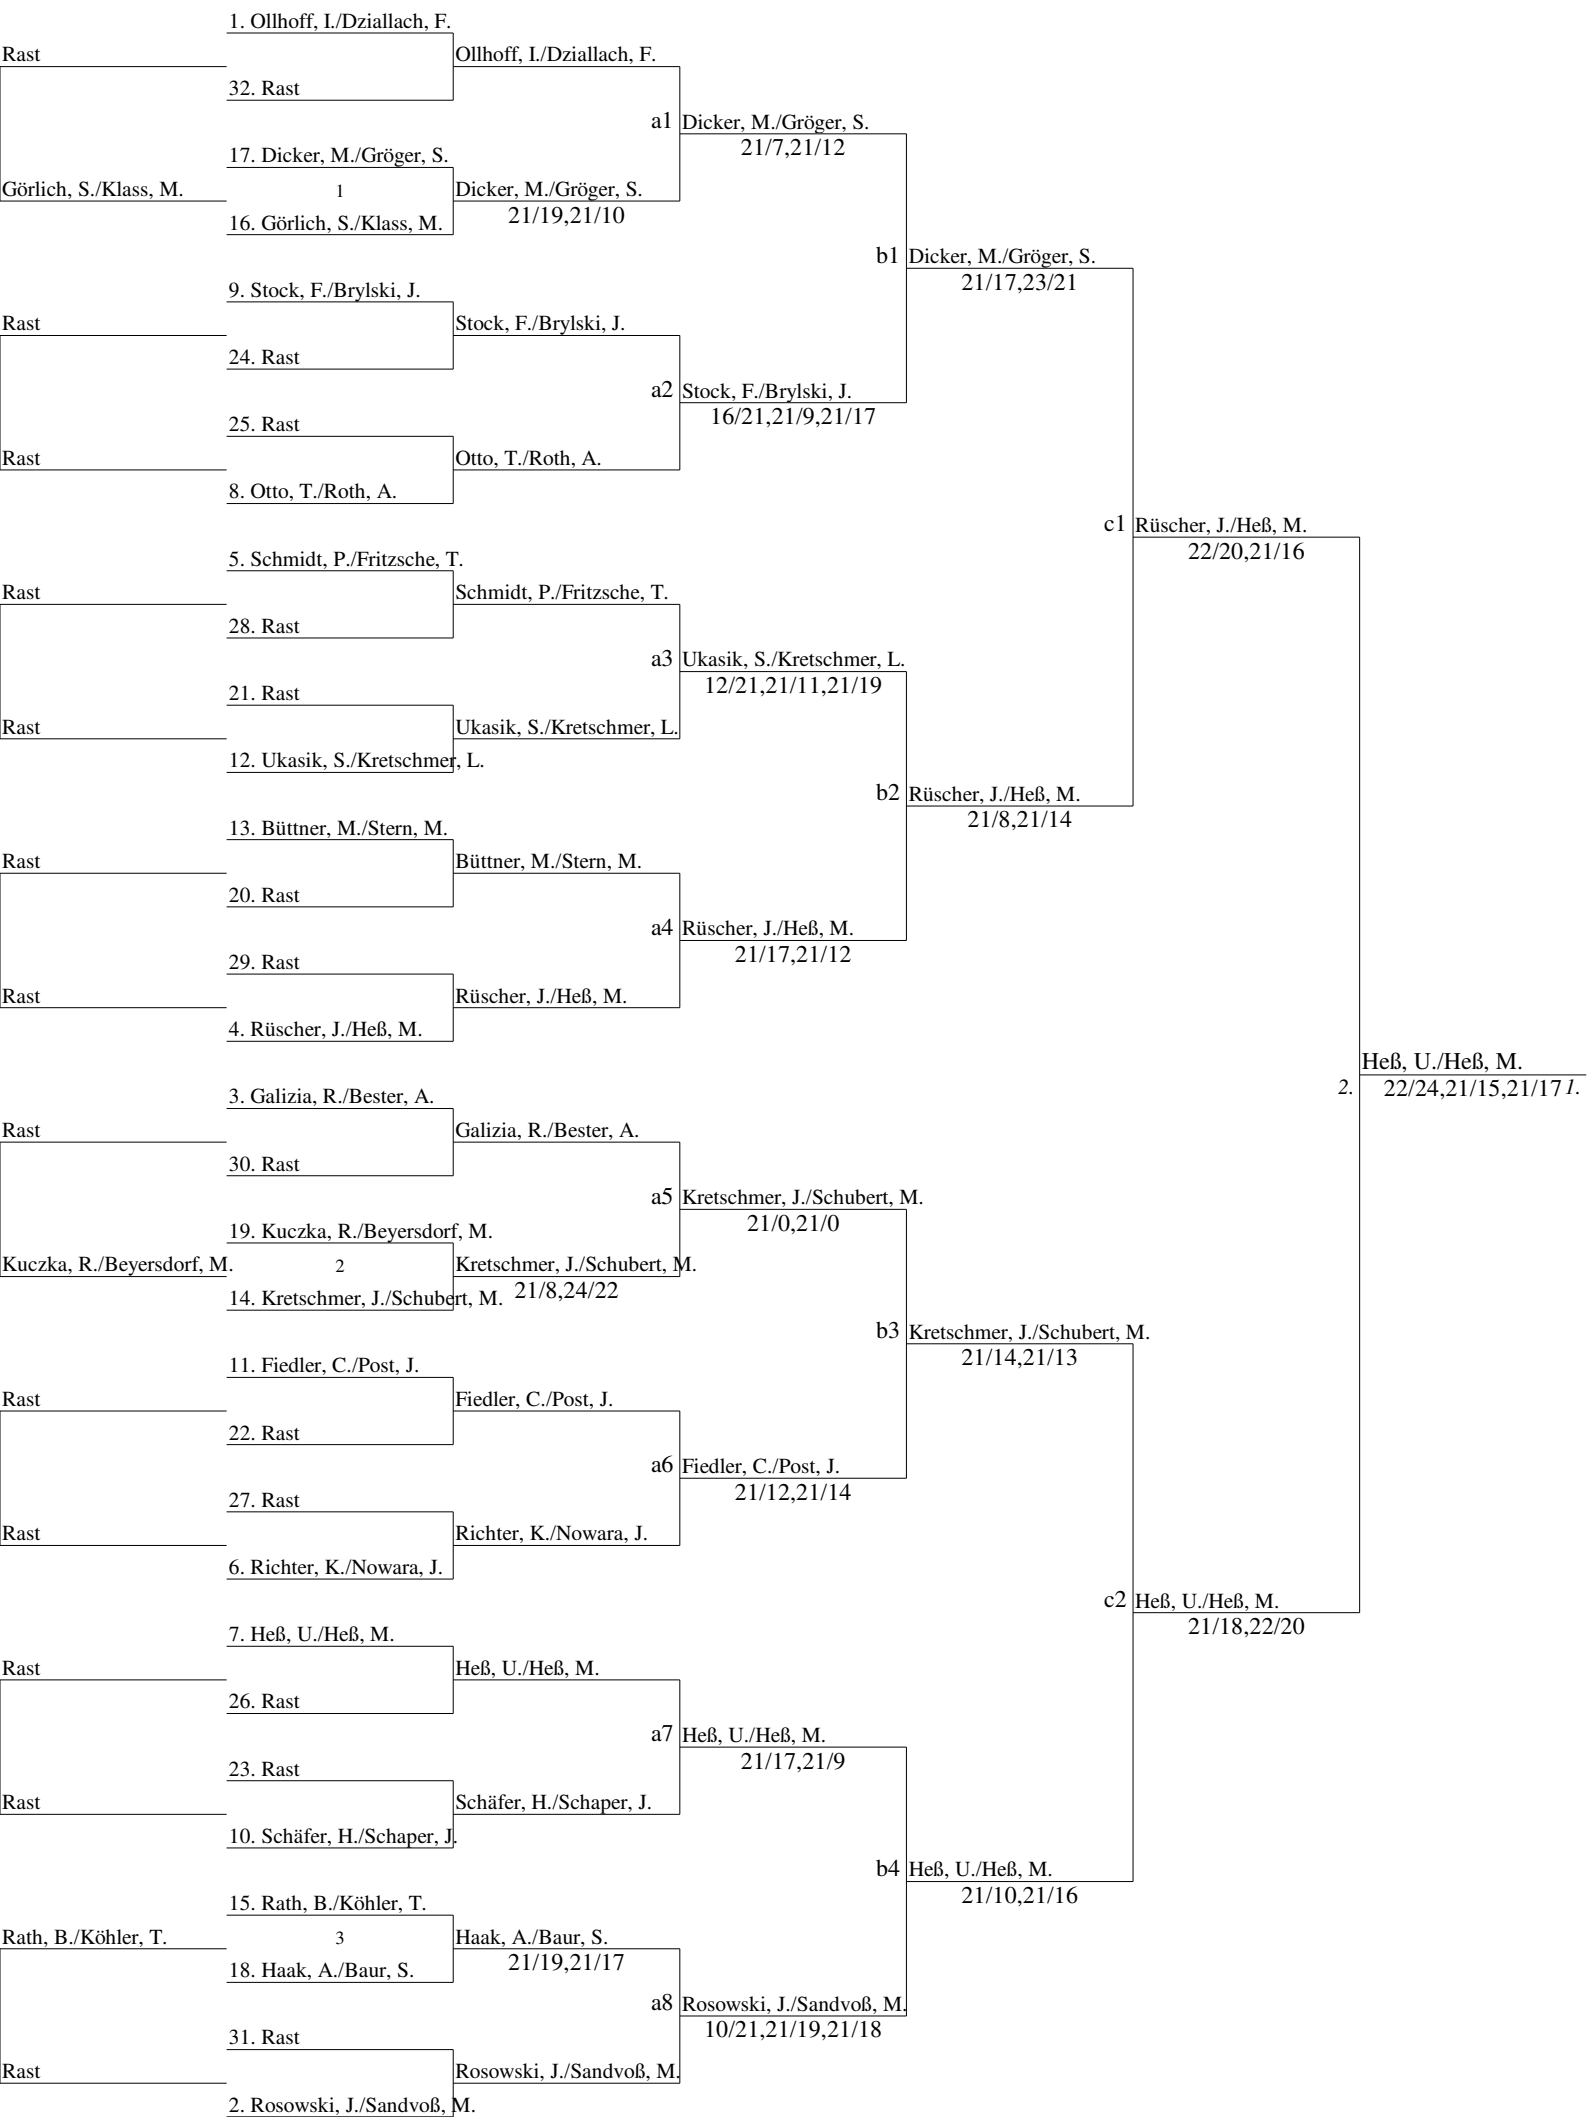 1. Ollhoff, I./Dziallach, F.
Rast
Ollhoff, I./Dziallach, F.
32. Rast
a1 Dicker, M./Gröger, S.
21/7,21/12
17. Dicker, M./Gröger, S.
Görlich, S./Klass, M.
1
Dicker, M./Gröger, S.
21/19,21/10
16. Görlich, S./Klass, M.
b1 Dicker, M./Gröger, S.
21/17,23/21
9. Stock, F./Brylski, J.
Rast
Stock, F./Brylski, J.
24. Rast
a2 Stock, F./Brylski, J.
16/21,21/9,21/17
25. Rast
Rast
Otto, T./Roth, A.
8. Otto, T./Roth, A.
c1 Rüscher, J./Heß, M.
22/20,21/16
5. Schmidt, P./Fritzsche, T.
Rast
Schmidt, P./Fritzsche, T.
28. Rast
a3 Ukasik, S./Kretschmer, L.
12/21,21/11,21/19
21. Rast
Rast
Ukasik, S./Kretschmer, L.
12. Ukasik, S./Kretschmer, L.
b2 Rüscher, J./Heß, M.
21/8,21/14
13. Büttner, M./Stern, M.
Rast
Büttner, M./Stern, M.
20. Rast
a4 Rüscher, J./Heß, M.
21/17,21/12
29. Rast
Rast
Rüscher, J./Heß, M.
4. Rüscher, J./Heß, M.
Heß, U./Heß, M.
2. 22/24,21/15,21/17 1.
3. Galizia, R./Bester, A.
Rast
Galizia, R./Bester, A.
30. Rast
a5 Kretschmer, J./Schubert, M.
21/0,21/0
19. Kuczka, R./Beyersdorf, M.
Kuczka, R./Beyersdorf, M.
2
Kretschmer, J./Schubert, M.
21/8,24/22
14. Kretschmer, J./Schubert, M.
b3 Kretschmer, J./Schubert, M.
21/14,21/13
11. Fiedler, C./Post, J.
Rast
Fiedler, C./Post, J.
22. Rast
a6 Fiedler, C./Post, J.
21/12,21/14
27. Rast
Rast
Richter, K./Nowara, J.
6. Richter, K./Nowara, J.
c2 Heß, U./Heß, M.
21/18,22/20
7. Heß, U./Heß, M.
Rast
Heß, U./Heß, M.
26. Rast
a7 Heß, U./Heß, M.
21/17,21/9
23. Rast
Rast
Schäfer, H./Schaper, J.
10. Schäfer, H./Schaper, J.
b4 Heß, U./Heß, M.
21/10,21/16
15. Rath, B./Köhler, T.
Rath, B./Köhler, T.
3
Haak, A./Baur, S.
21/19,21/17
18. Haak, A./Baur, S.
a8 Rosowski, J./Sandvoß, M.
10/21,21/19,21/18
31. Rast
Rast
Rosowski, J./Sandvoß, M.
2. Rosowski, J./Sandvoß, M.